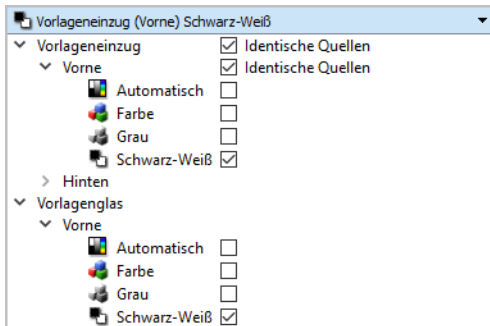 Vorlageneinzug (Vorne) Schwarz-Weiß
Vorlageneinzug Identische Quellen
Vorne Identische Quellen
Automatisch
Farbe
Grau
Schwarz-Weiß
Hinten
Vorlagenglas
Vorne
Automatisch
Farbe
Grau
Schwarz-Weiß